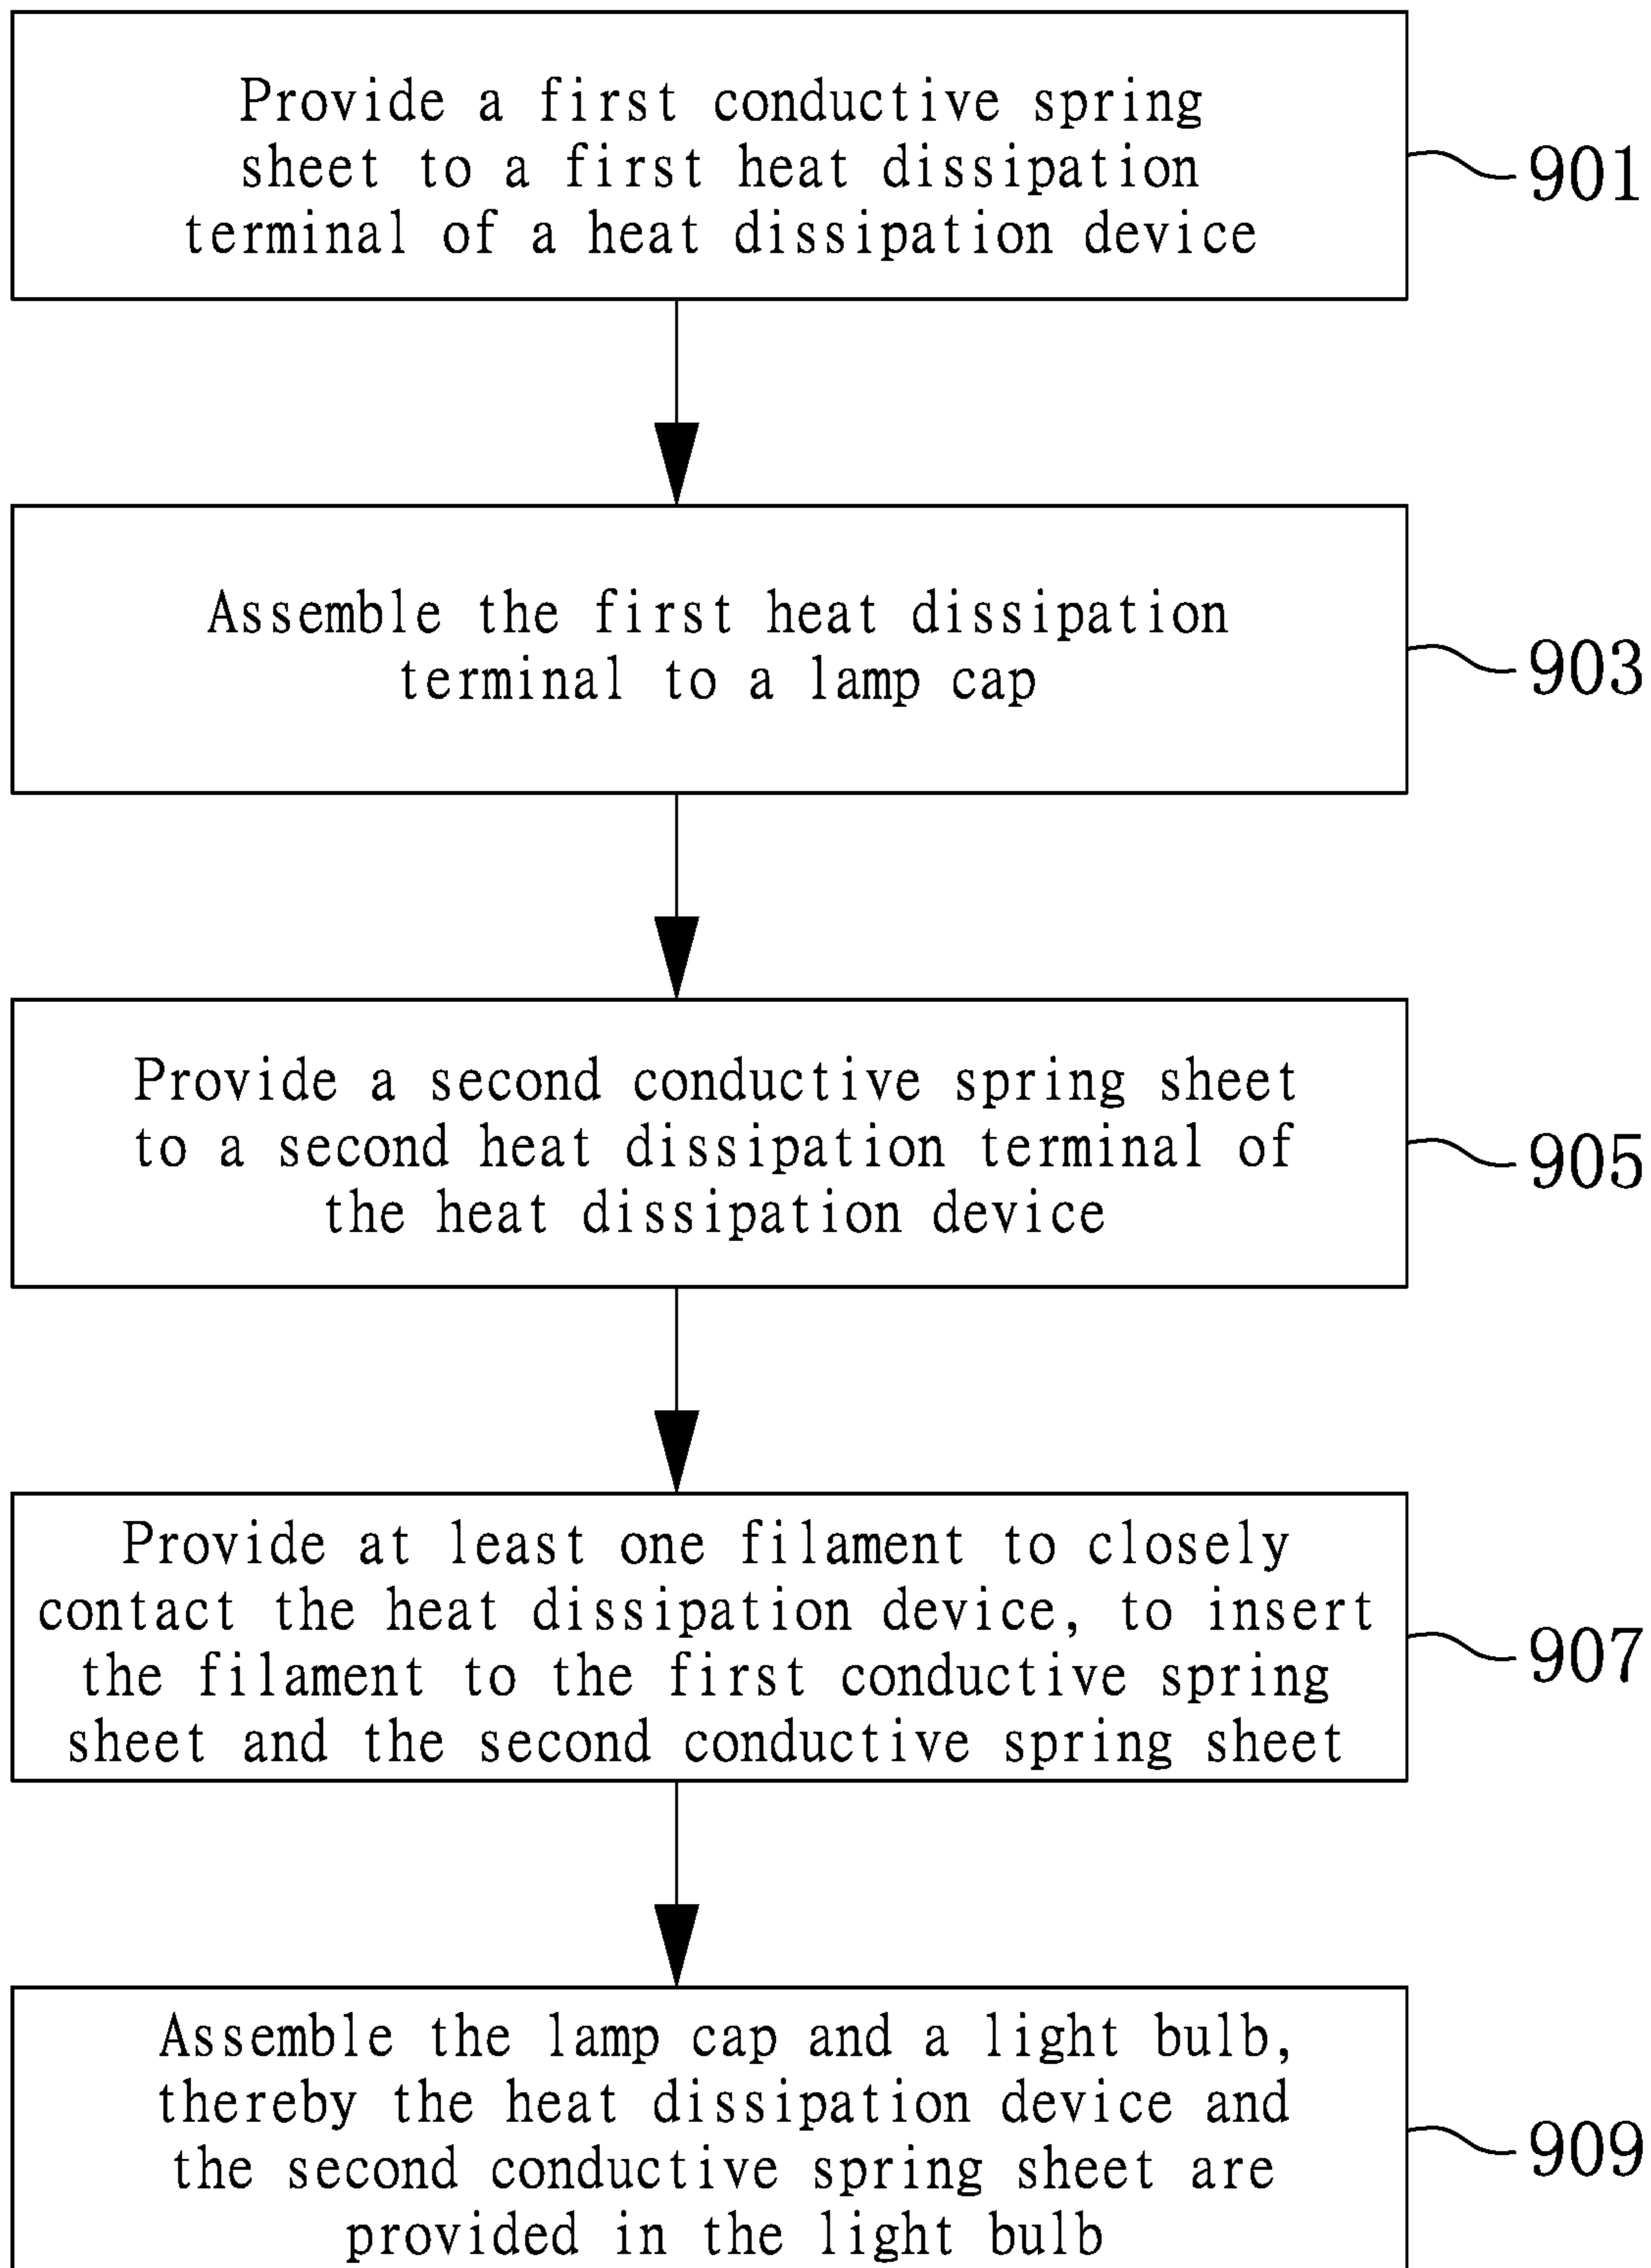 Provide a first conductive spring
sheet to a first heat dissipation
terminal of a heat dissipation device
901
Assemble the first heat dissipation
terminal to a lamp cap
903
Provide a second conductive spring sheet
to a second heat dissipation terminal of
the heat dissipation device
905
Provide at least one filament to closely
contact the heat dissipation device, to insert
the filament to the first conductive spring
sheet and the second conductive spring sheet
907
Assemble the lamp cap and a light bulb,
thereby the heat dissipation device and
the second conductive spring sheet are
provided in the light bulb
909